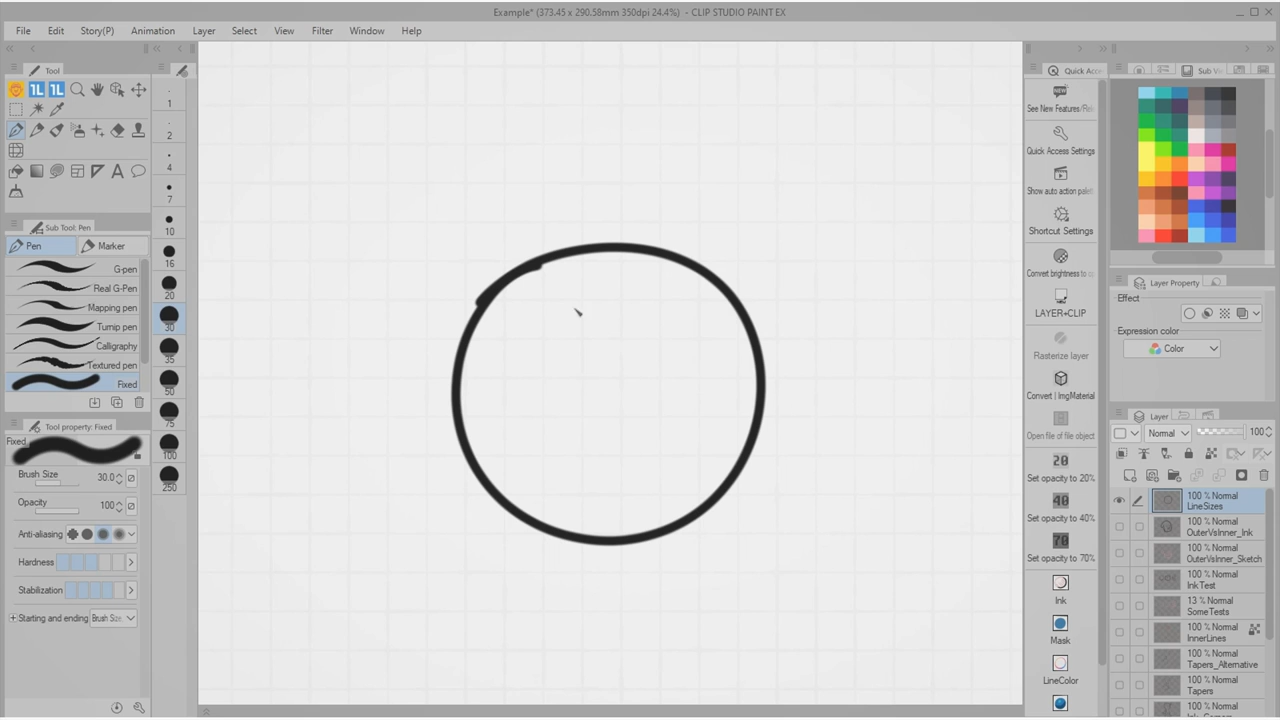 Example* (373.45 x 290.58mm 350dpi 24.4%) - CLIP STUDIO PAINT EX
File Edit Story(P) Animation Layer Select View Filter Window Help
Tool
1
2
4
7
10
16
20
30
35
50
75
100
250
Sub Tool: Pen
Pen
Marker
G-pen
Real G-Pen
Mapping pen
Turnip pen
Calligraphy
Textured pen
Fixed
Tool property: Fixed
Fixed
Brush Size 30.0
Opacity 100
Anti-aliasing
Hardness
Stabilization
Starting and ending Brush Size
Quick Acce
NEW
See New Features/Re
Quick Access Settings
Show auto action palet
Shortcut Settings
Convert brightness to op
LAYER+CLIP
Rasterize layer
Convert | ImgMaterial
Open file of file object
20
Set opacity to 20%
40
Set opacity to 40%
70
Set opacity to 70%
Ink
Mask
LineColor
Sub Vi
Layer Property
Effect
Expression color
Color
Layer
Normal 100
100 % Normal
LineSizes
100 % Normal
OuterVsInner_Ink
100 % Normal
OuterVsInner_Sketch
100 % Normal
InkTest
13 % Normal
SomeTests
100 % Normal
InnerLines
100 % Normal
Tapers_Alternative
100 % Normal
Tapers
100 % Normal